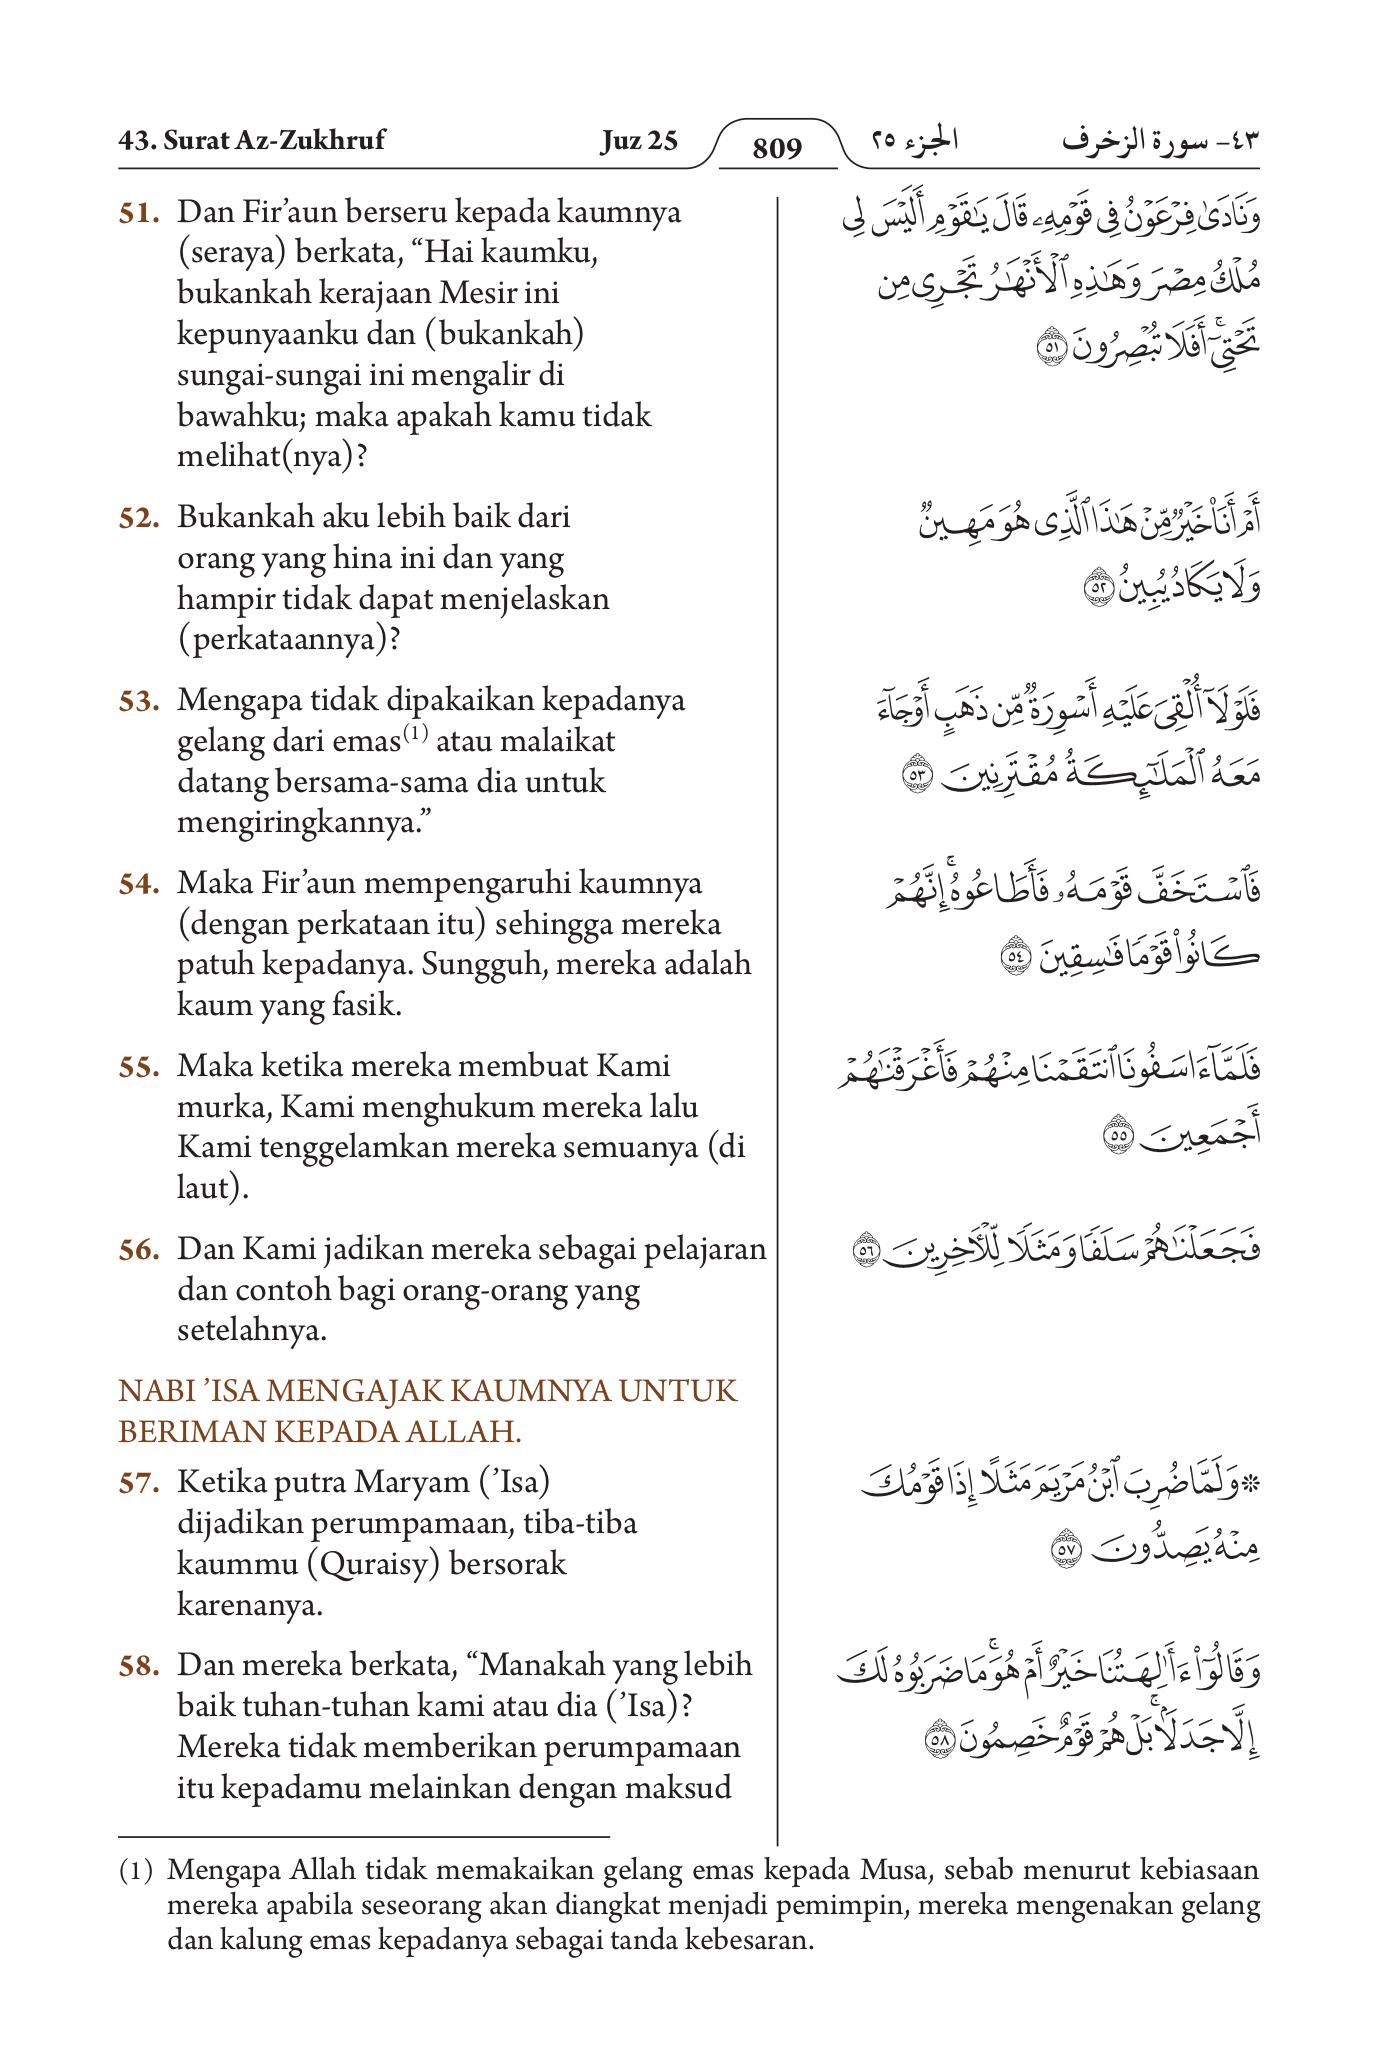 43. Surat Az-Zukhruf Juz 25 809 الجزء ٢٥ ٤٣- سورة الزخرف
51. Dan Fir’aun berseru kepada kaumnya
(seraya) berkata, “Hai kaumku,
bukankah kerajaan Mesir ini
kepunyaanku dan (bukankah)
sungai-sungai ini mengalir di
bawahku; maka apakah kamu tidak
melihat(nya)?
وَنَادَىٰ فِرْعَوْنُ فِى قَوْمِهِۦ قَالَ يَـٰقَوْمِ أَلَيْسَ لِى
مُلْكُ مِصْرَ وَهَـٰذِهِ ٱلْأَنْهَـٰرُ تَجْرِى مِن
تَحْتِىٓ ۖ أَفَلَا تُبْصِرُونَ ٥١
52. Bukankah aku lebih baik dari
orang yang hina ini dan yang
hampir tidak dapat menjelaskan
(perkataannya)?
أَمْ أَنَا۠ خَيْرٌ مِّنْ هَـٰذَا ٱلَّذِى هُوَ مَهِينٌ
وَلَا يَكَادُ يُبِينُ ٥٢
53. Mengapa tidak dipakaikan kepadanya
gelang dari emas(1) atau malaikat
datang bersama-sama dia untuk
mengiringkannya.”
فَلَوْلَآ أُلْقِىَ عَلَيْهِ أَسْوِرَةٌ مِّن ذَهَبٍ أَوْ جَآءَ
مَعَهُ ٱلْمَلَـٰٓئِكَةُ مُقْتَرِنِينَ ٥٣
54. Maka Fir’aun mempengaruhi kaumnya
(dengan perkataan itu) sehingga mereka
patuh kepadanya. Sungguh, mereka adalah
kaum yang fasik.
فَٱسْتَخَفَّ قَوْمَهُۥ فَأَطَاعُوهُ ۚ إِنَّهُمْ
كَانُوا۟ قَوْمًا فَـٰسِقِينَ ٥٤
55. Maka ketika mereka membuat Kami
murka, Kami menghukum mereka lalu
Kami tenggelamkan mereka semuanya (di
laut).
فَلَمَّآ ءَاسَفُونَا ٱنتَقَمْنَا مِنْهُمْ فَأَغْرَقْنَـٰهُمْ
أَجْمَعِينَ ٥٥
56. Dan Kami jadikan mereka sebagai pelajaran
dan contoh bagi orang-orang yang
setelahnya.
فَجَعَلْنَـٰهُمْ سَلَفًا وَمَثَلًا لِّلْـَٔاخِرِينَ ٥٦
NABI ’ISA MENGAJAK KAUMNYA UNTUK
BERIMAN KEPADA ALLAH.
57. Ketika putra Maryam (’Isa)
dijadikan perumpamaan, tiba-tiba
kaummu (Quraisy) bersorak
karenanya.
۞ وَلَمَّا ضُرِبَ ٱبْنُ مَرْيَمَ مَثَلًا إِذَا قَوْمُكَ
مِنْهُ يَصِدُّونَ ٥٧
58. Dan mereka berkata, “Manakah yang lebih
baik tuhan-tuhan kami atau dia (’Isa)?
Mereka tidak memberikan perumpamaan
itu kepadamu melainkan dengan maksud
وَقَالُوٓا۟ ءَأَـٰلِهَتُنَا خَيْرٌ أَمْ هُوَ ۚ مَا ضَرَبُوهُ لَكَ
إِلَّا جَدَلًۢا ۚ بَلْ هُمْ قَوْمٌ خَصِمُونَ ٥٨
(1) Mengapa Allah tidak memakaikan gelang emas kepada Musa, sebab menurut kebiasaan
mereka apabila seseorang akan diangkat menjadi pemimpin, mereka mengenakan gelang
dan kalung emas kepadanya sebagai tanda kebesaran.